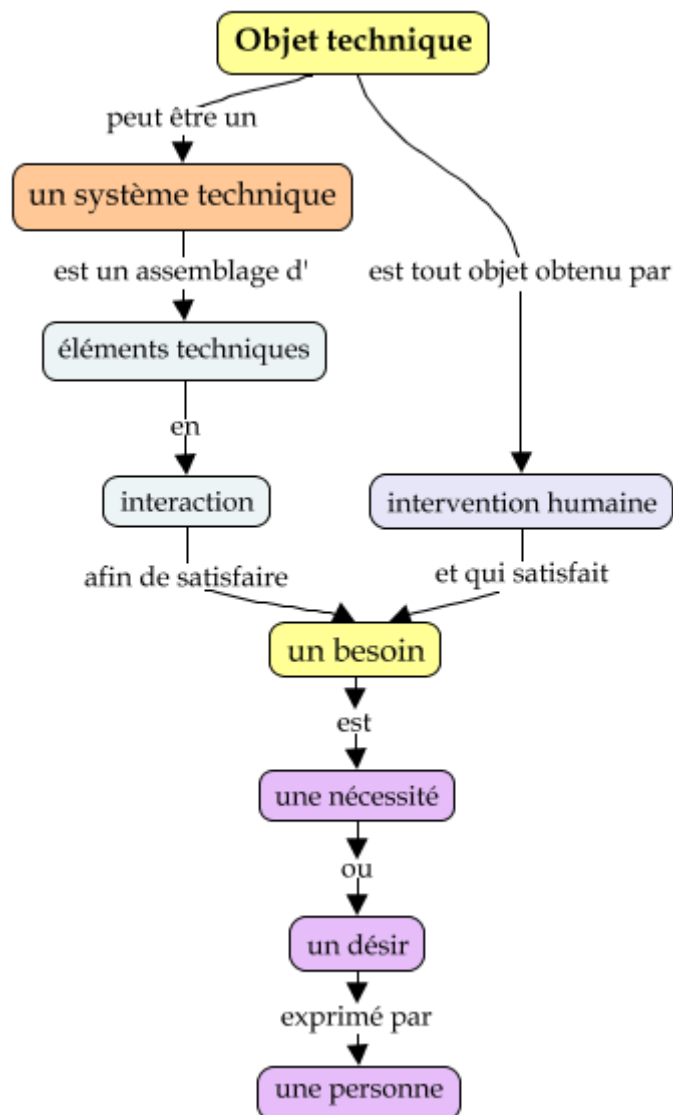 Objet technique
peut être un
un système technique
est un assemblage d'
est tout objet obtenu par
éléments techniques
en
interaction
intervention humaine
afin de satisfaire
et qui satisfait
un besoin
est
une nécessité
ou
un désir
exprimé par
une personne